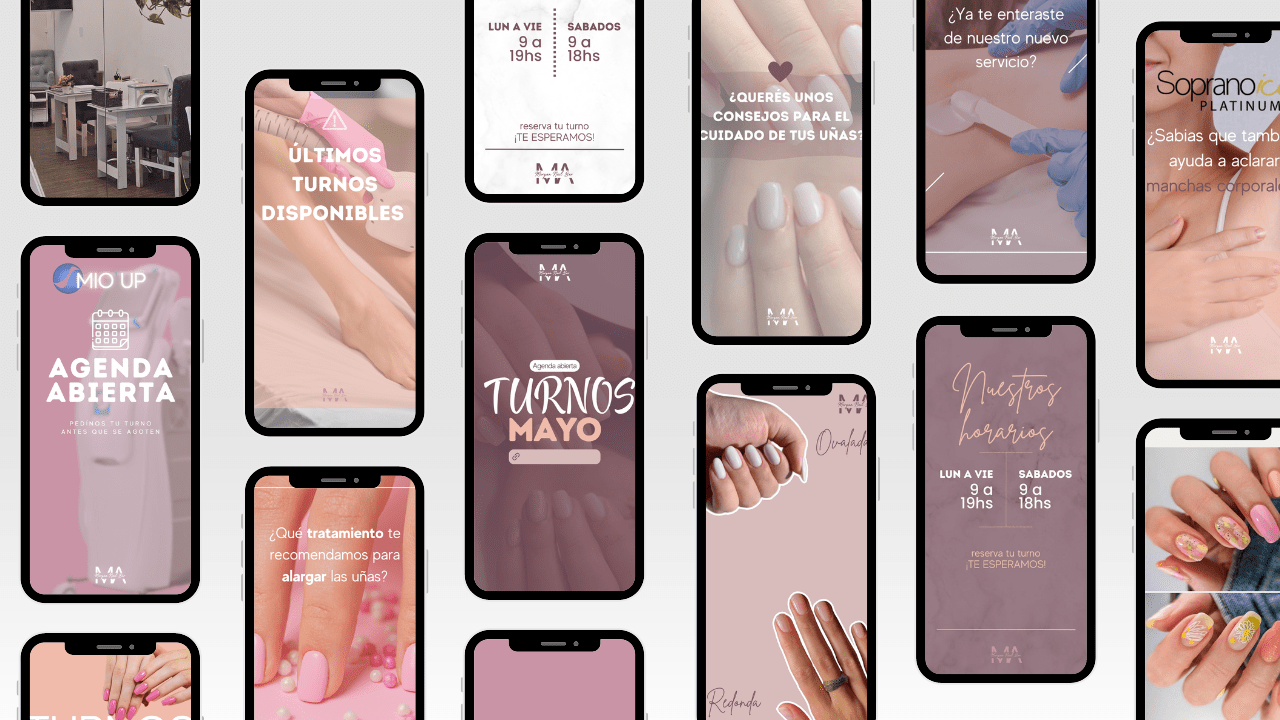 MIO UP
AGENDA
ABIERTA
PEDINOS TU TURNO
ANTES QUE SE AGOTEN
MA
ÚLTIMOS
TURNOS
DISPONIBLES
MA
¿Qué tratamiento te
recomendamos para
alargar las uñas?
LUN A VIE
9 a
19hs
SABADOS
9 a
18hs
reserva tu turno
¡TE ESPERAMOS!
MA
MA
Agenda abierta
TURNOS
MAYO
¿QUERÉS UNOS
CONSEJOS PARA EL
CUIDADO DE TUS UÑAS?
MA
MA
Ovalada
Redonda
¿Ya te enteraste
de nuestro nuevo
servicio?
MA
Nuestros
horarios
LUN A VIE
9 a
19hs
SABADOS
9 a
18hs
reserva tu turno
¡TE ESPERAMOS!
MA
Soprano ic
PLATINUM
¿Sabias que tamb
ayuda a aclarar
manchas corporale
MA